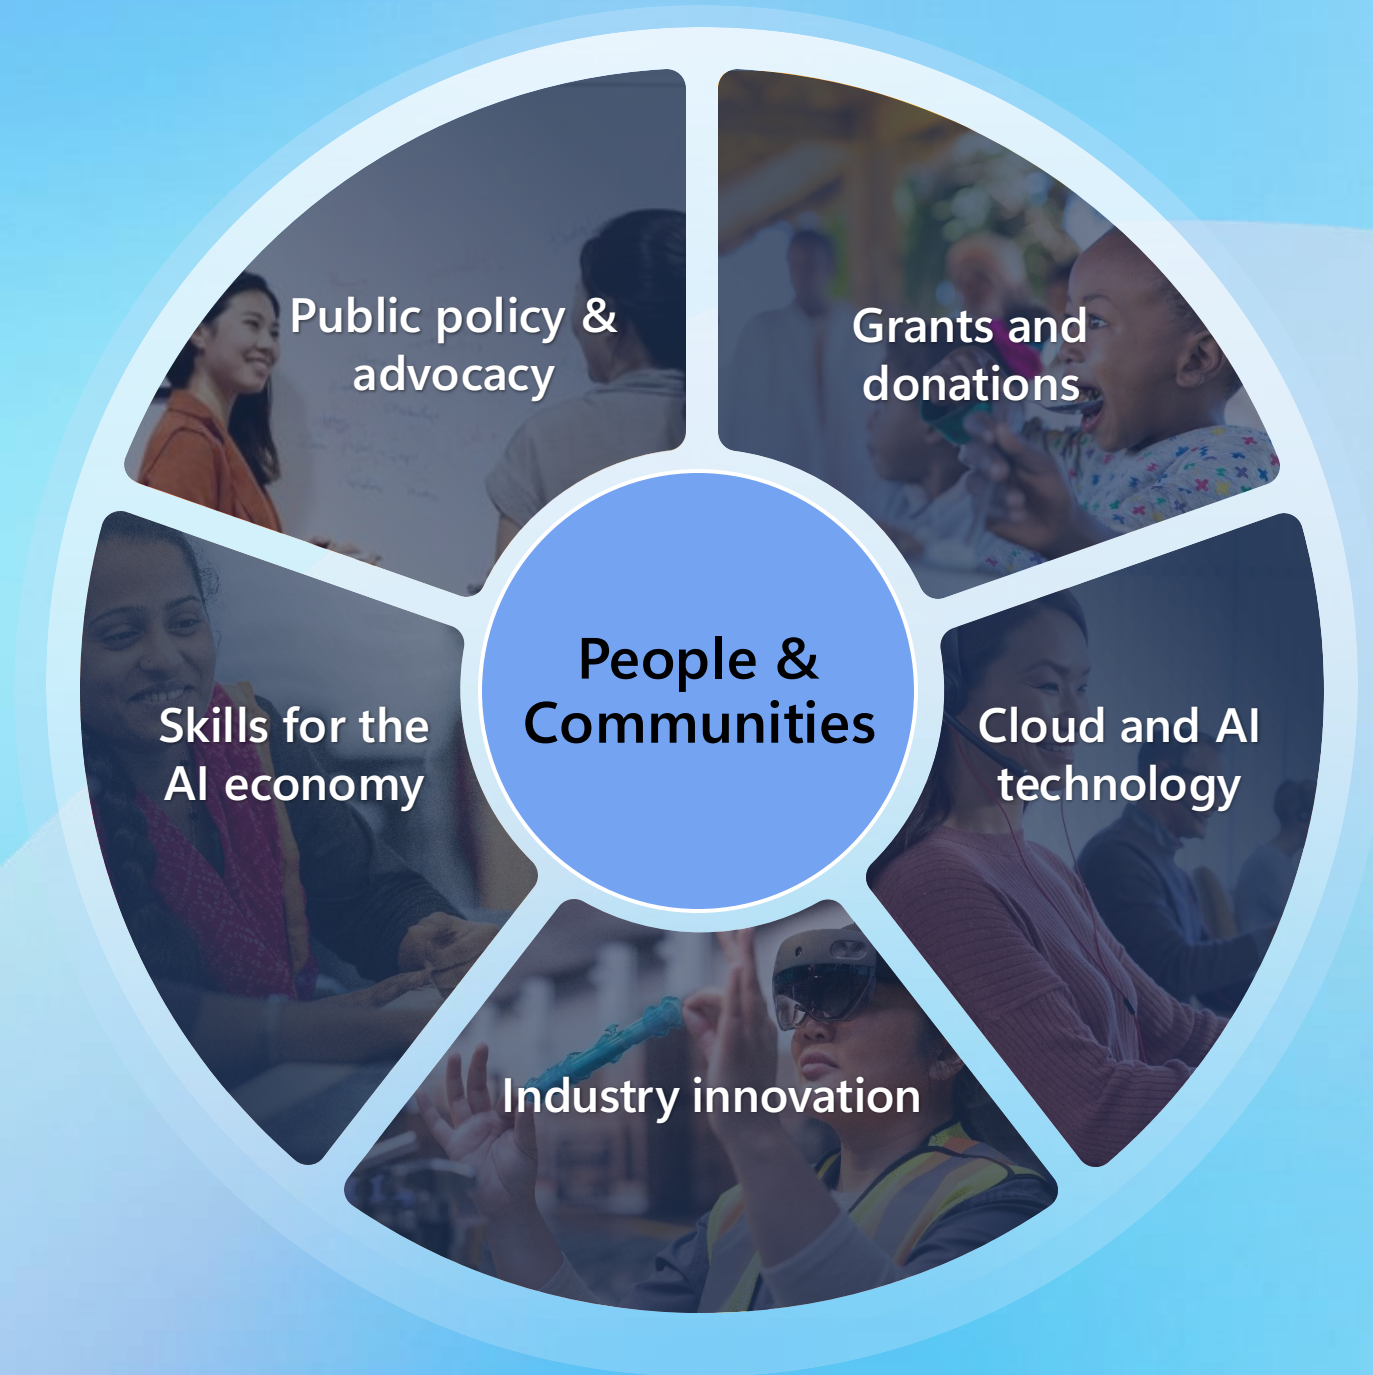 Public policy &
advocacy
Grants and
donations
People &
Communities
Skills for the
AI economy
Cloud and AI
technology
Industry innovation